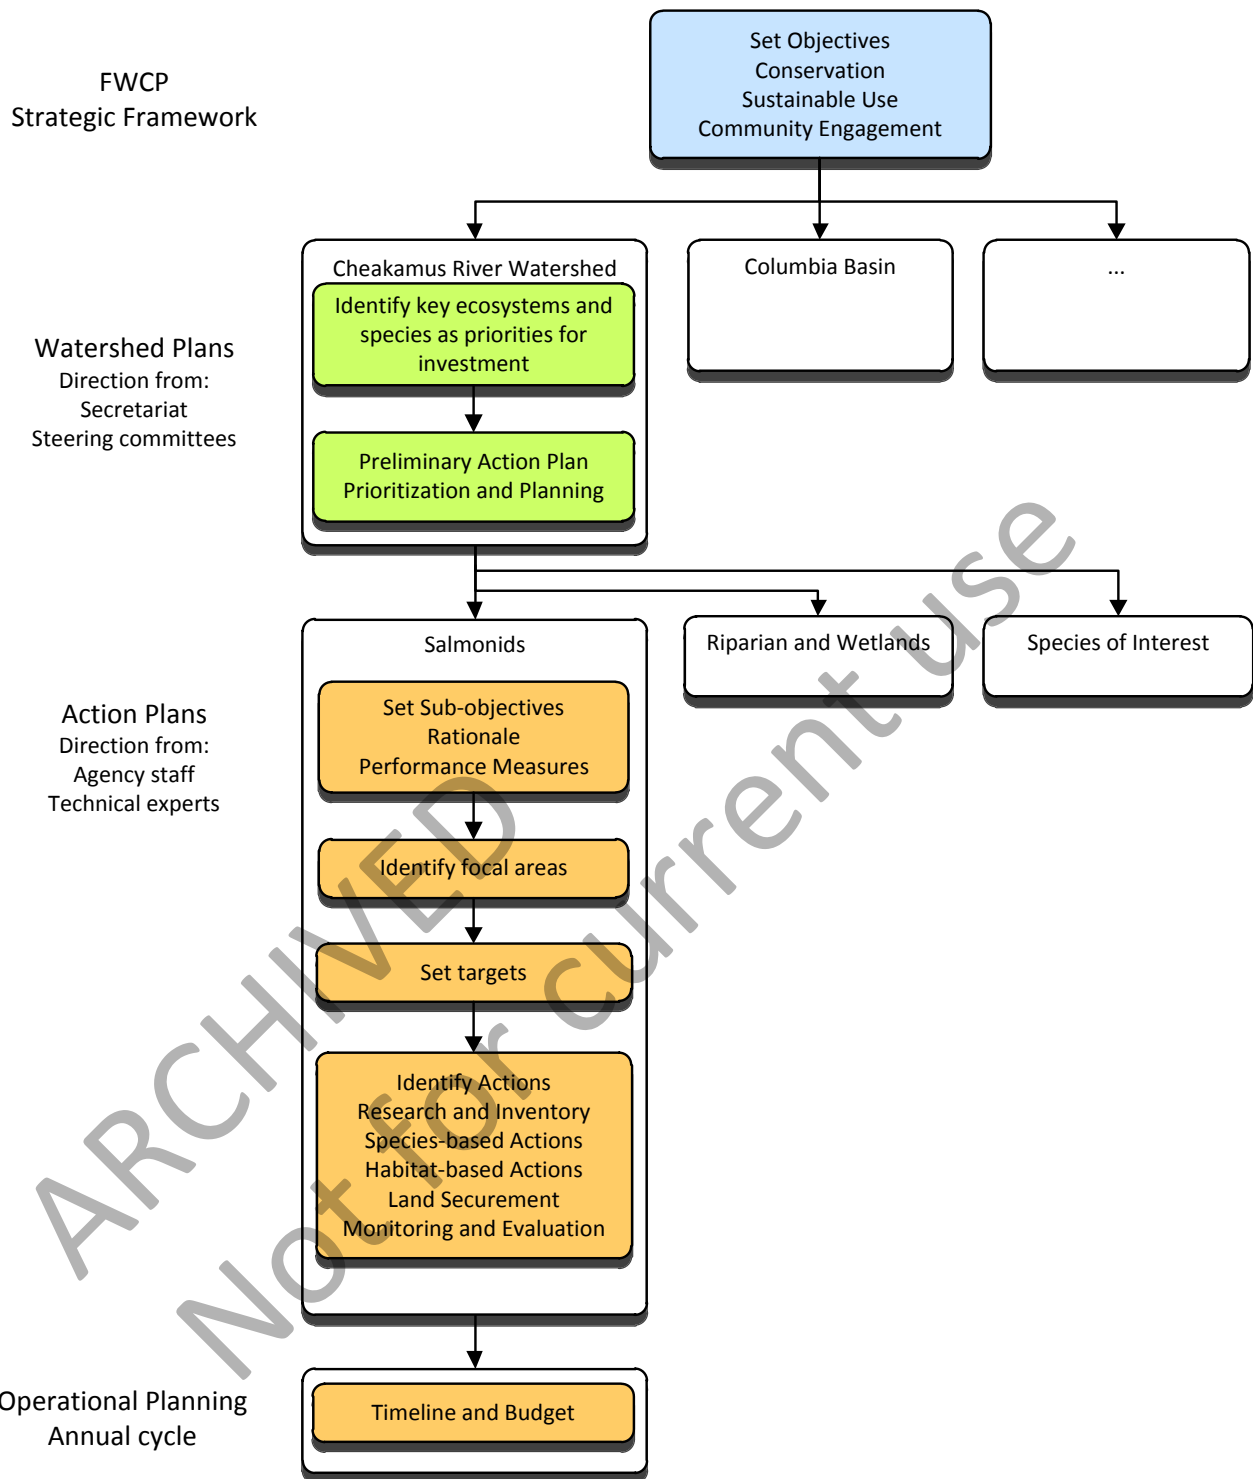 FWCP
Strategic Framework
Set Objectives
Conservation
Sustainable Use
Community Engagement
Watershed Plans
Direction from:
Secretariat
Steering committees
Cheakamus River Watershed
Identify key ecosystems and
species as priorities for
investment
Preliminary Action Plan
Prioritization and Planning
Columbia Basin
...
Action Plans
Direction from:
Agency staff
Technical experts
Salmonids
Set Sub-objectives
Rationale
Performance Measures
Identify focal areas
Set targets
Identify Actions
Research and Inventory
Species-based Actions
Habitat-based Actions
Land Securement
Monitoring and Evaluation
Riparian and Wetlands
Species of Interest
Operational Planning
Annual cycle
Timeline and Budget
ARCHIVED
Not for current use